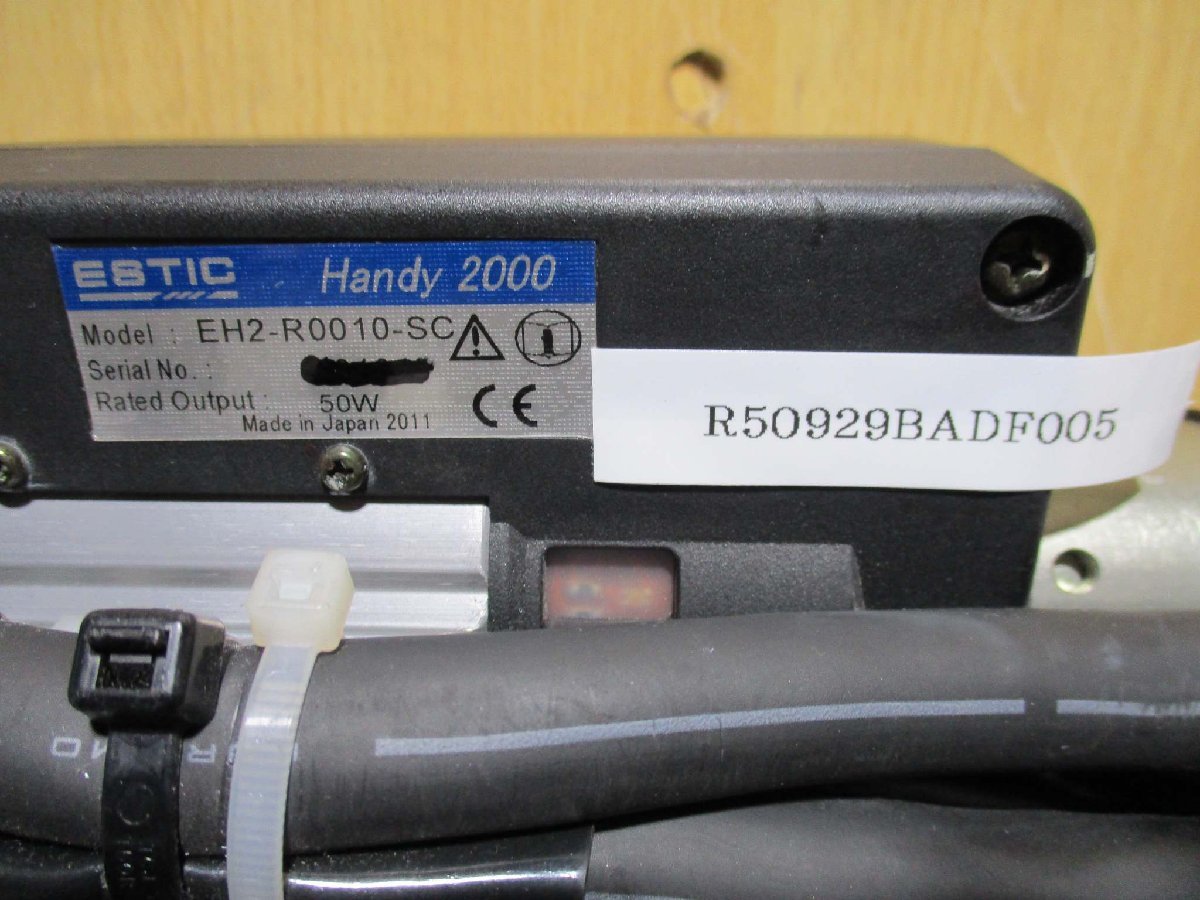 ESTIC Handy 2000
Model : EH2-R0010-SC
Serial No. :
Rated Output : 50W
Made in Japan 2011
CE
R50929BADF005